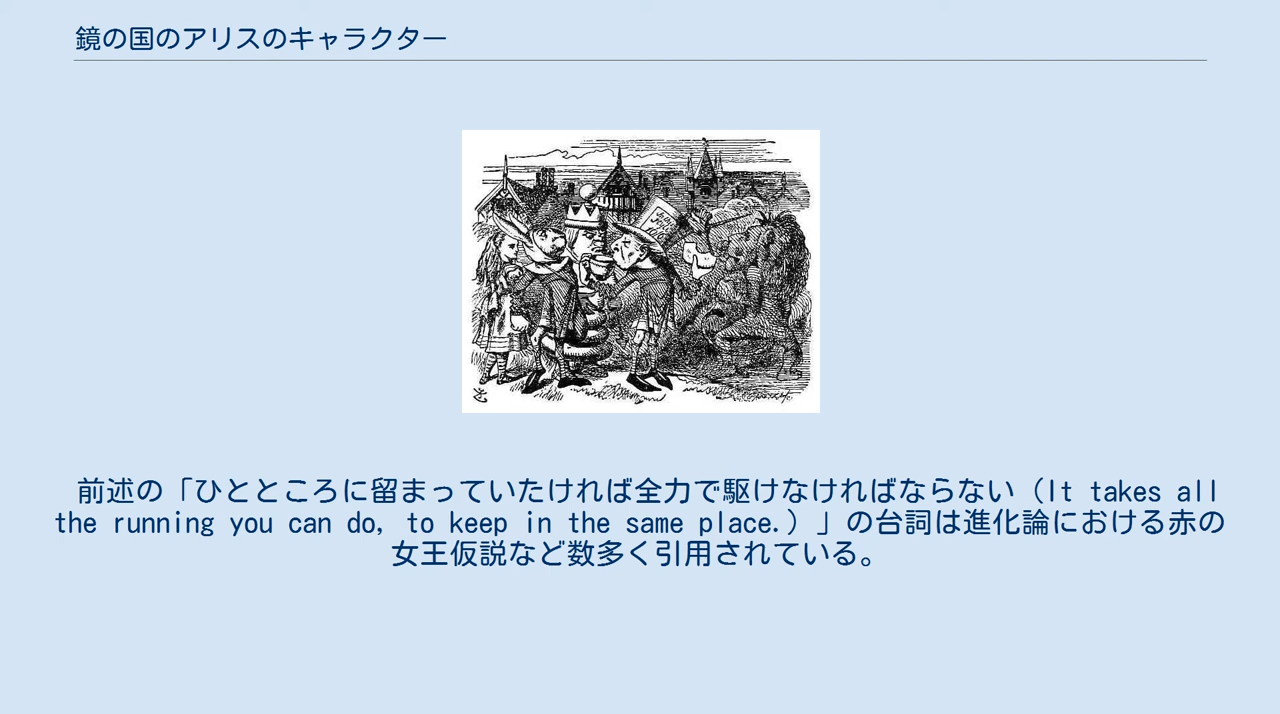 鏡の国のアリスのキャラクター
前述の「ひとところに留まっていたければ全力で駆けなければならない（It takes all
the running you can do, to keep in the same place.）」の台詞は進化論における赤の
女王仮説など数多く引用されている。